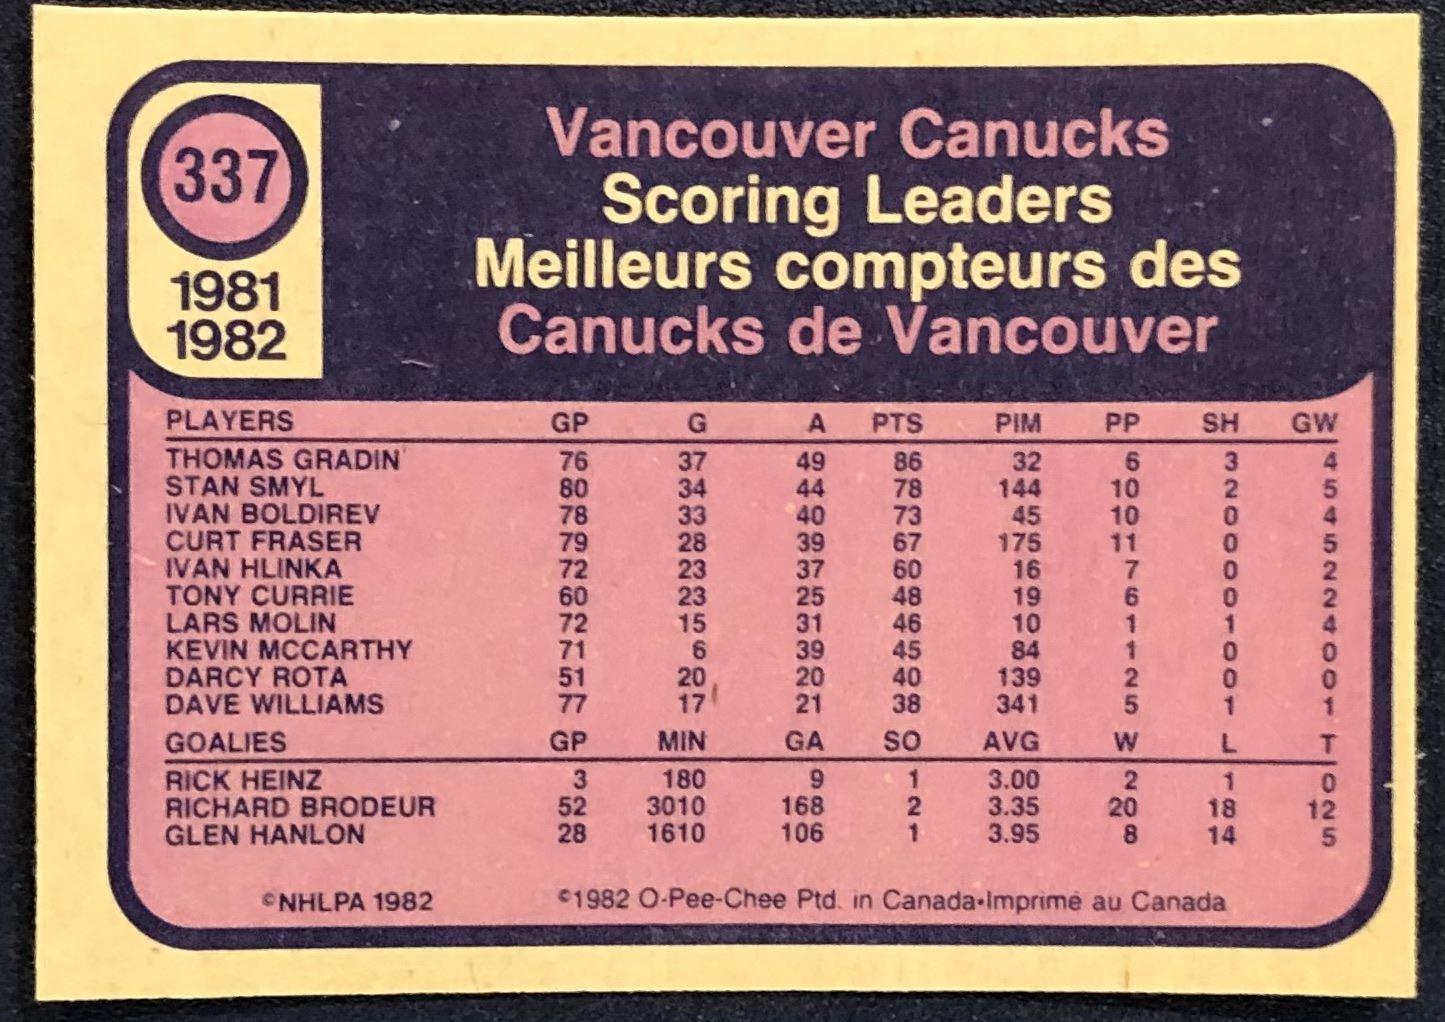 337
1981
1982
Vancouver Canucks
Scoring Leaders
Meilleurs compteurs des
Canucks de Vancouver
PLAYERS GP G A PTS PIM PP SH GW
THOMAS GRADIN 76 37 49 86 32 6 3 4
STAN SMYL 80 34 44 78 144 10 2 5
IVAN BOLDIREV 78 33 40 73 45 10 0 4
CURT FRASER 79 28 39 67 175 11 0 5
IVAN HLINKA 72 23 37 60 16 7 0 2
TONY CURRIE 60 23 25 48 19 6 0 2
LARS MOLIN 72 15 31 46 10 1 1 4
KEVIN MCCARTHY 71 6 39 45 84 1 0 0
DARCY ROTA 51 20 20 40 139 2 0 0
DAVE WILLIAMS 77 17 21 38 341 5 1 1
GOALIES GP MIN GA SO AVG W L T
RICK HEINZ 3 180 9 1 3.00 2 1 0
RICHARD BRODEUR 52 3010 168 2 3.35 20 18 12
GLEN HANLON 28 1610 106 1 3.95 8 14 5
©NHLPA 1982 ©1982 O-Pee-Chee Ptd. in Canada•Imprimé au Canada